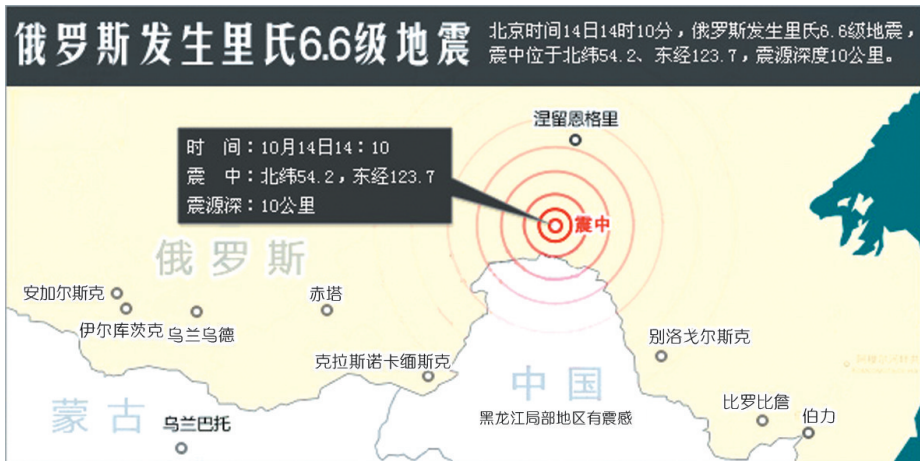 俄罗斯发生里氏6.6级地震
北京时间14日14时10分，俄罗斯发生里氏6.6级地震，
震中位于北纬54.2、东经123.7，震源深度10公里。
涅留恩格里
时　间：10月14日14：10
震　中：北纬54.2，东经123.7
震源深：10公里
震中
俄罗斯
安加尔斯克
赤塔
伊尔库茨克
乌兰乌德
别洛戈尔斯克
克拉斯诺卡缅斯克
中国
蒙古
乌兰巴托
黑龙江局部地区有震感
比罗比詹
伯力